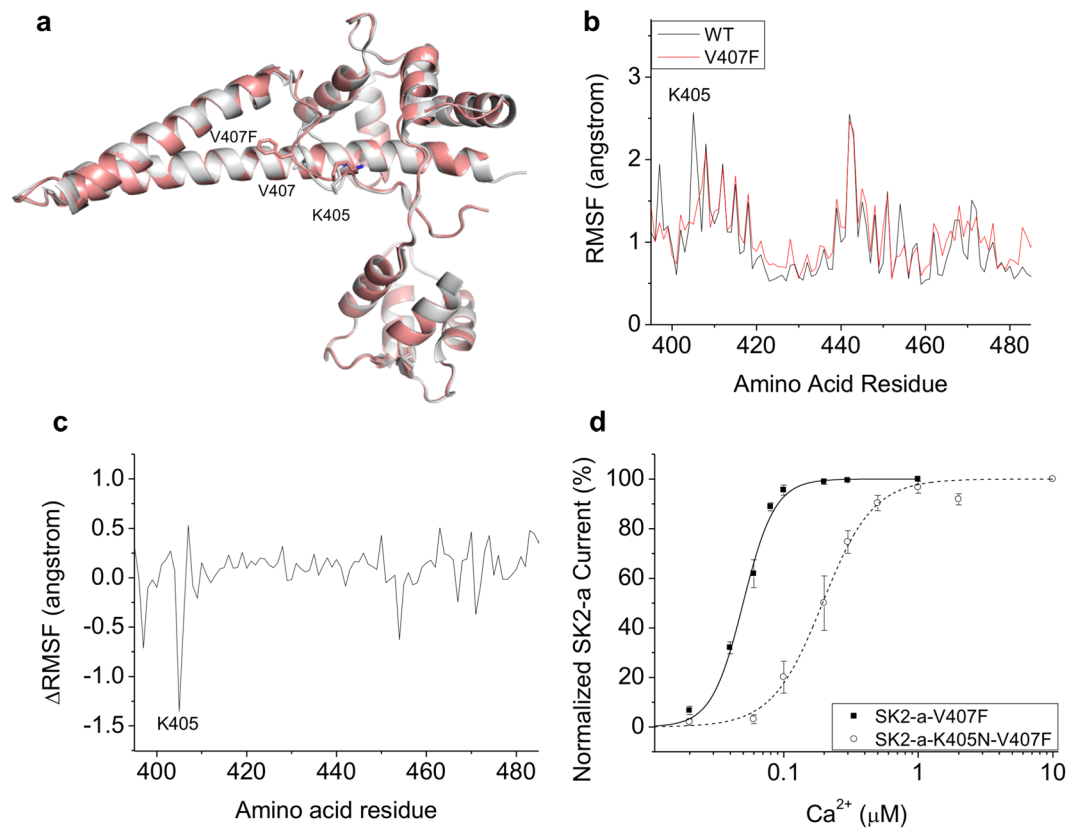 a
V407F
V407
K405
b
WT
V407F
K405
3
2
1
0
RMSF (angstrom)
400
420
440
460
480
Amino Acid Residue
c
1.0
0.5
0.0
-0.5
-1.0
-1.5
ΔRMSF (angstrom)
K405
400
420
440
460
480
Amino acid residue
d
100
80
60
40
20
0
Normalized SK2-a Current (%)
SK2-a-V407F
SK2-a-K405N-V407F
0.1
1
10
Ca²⁺ (μM)